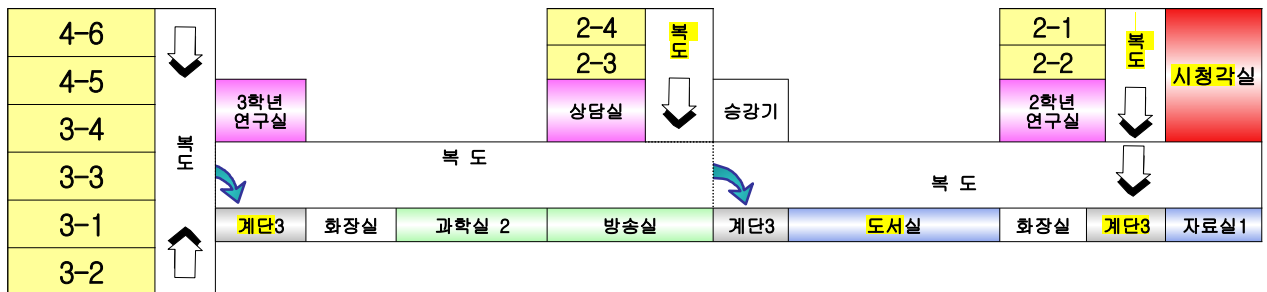 4-6
4-5
3-4
3-3
3-1
3-2
복
도
3학년
연구실
2-4
2-3
상담실
복
도
승강기
2-1
2-2
2학년
연구실
복
도
시청각실
복 도
복 도
계단3
화장실
과학실 2
방송실
계단3
도서실
화장실
계단3
자료실1